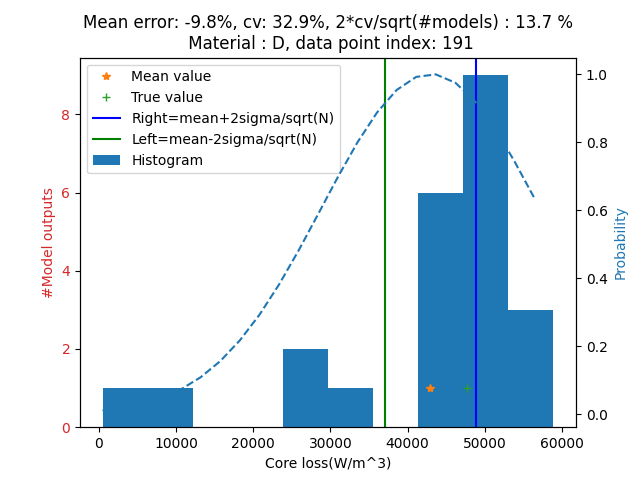 Mean error: -9.8%, cv: 32.9%, 2*cv/sqrt(#models) : 13.7 %
Material : D, data point index: 191
Mean value
True value
Right=mean+2sigma/sqrt(N)
Left=mean-2sigma/sqrt(N)
Histogram
#Model outputs
0
2
4
6
8
Probability
0.0
0.2
0.4
0.6
0.8
1.0
0 10000 20000 30000 40000 50000 60000
Core loss(W/m^3)